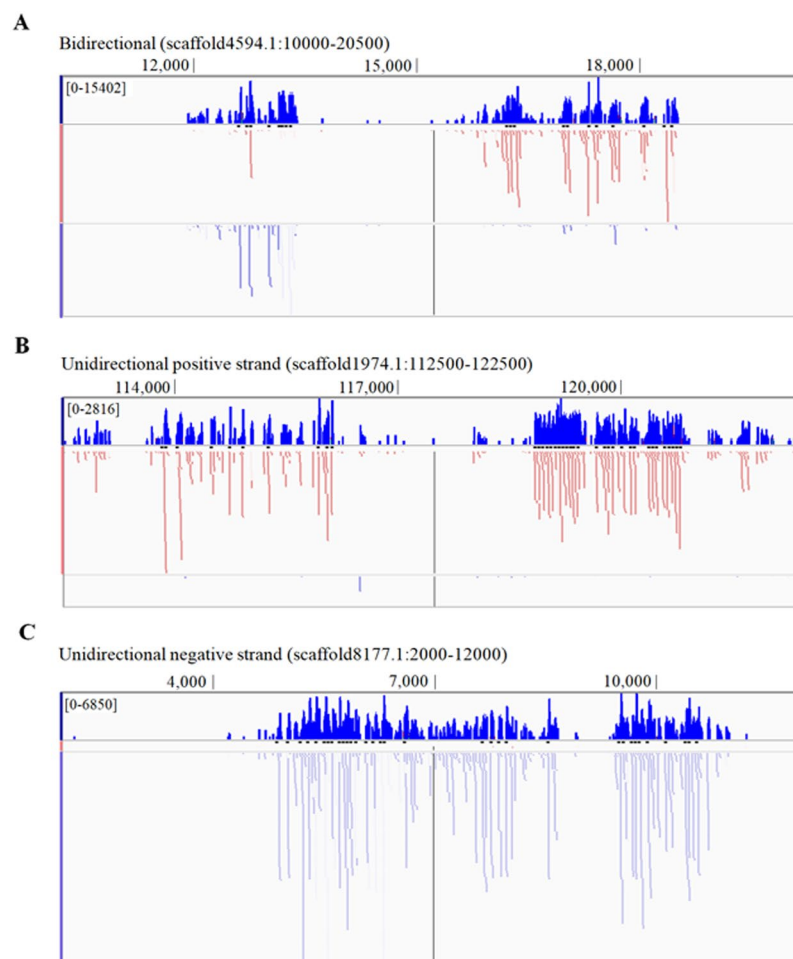 A
Bidirectional (scaffold4594.1:10000-20500)
12,000 15,000 18,000
[0-15402]
B
Unidirectional positive strand (scaffold1974.1:112500-122500)
114,000 117,000 120,000
[0-2816]
C
Unidirectional negative strand (scaffold8177.1:2000-12000)
4,000 7,000 10,000
[0-6850]